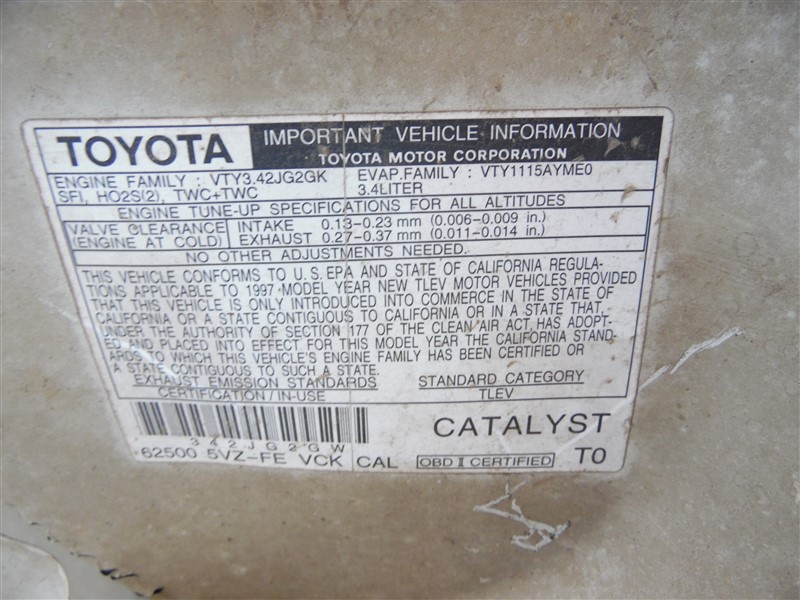 TOYOTA IMPORTANT VEHICLE INFORMATION
TOYOTA MOTOR CORPORATION
ENGINE FAMILY : VTY3.42JG2GK EVAP.FAMILY : VTY1115AYME0
SFI, HO2S(2), TWC+TWC 3.4LITER
ENGINE TUNE-UP SPECIFICATIONS FOR ALL ALTITUDES
VALVE CLEARANCE INTAKE 0.13-0.23 mm (0.006-0.009 in.)
(ENGINE AT COLD) EXHAUST 0.27-0.37 mm (0.011-0.014 in.)
NO OTHER ADJUSTMENTS NEEDED.
THIS VEHICLE CONFORMS TO U.S.EPA AND STATE OF CALIFORNIA REGULA-
TIONS APPLICABLE TO 1997 MODEL YEAR NEW TLEV MOTOR VEHICLES PROVIDED
THAT THIS VEHICLE IS ONLY INTRODUCED INTO COMMERCE IN THE STATE OF
CALIFORNIA OR A STATE CONTIGUOUS TO CALIFORNIA OR IN A STATE THAT,
UNDER THE AUTHORITY OF SECTION 177 OF THE CLEAN AIR ACT, HAS ADOPT-
ED AND PLACED INTO EFFECT FOR THIS MODEL YEAR THE CALIFORNIA STAND-
ARDS TO WHICH THIS VEHICLE'S ENGINE FAMILY HAS BEEN CERTIFIED OR
A STATE CONTIGUOUS TO SUCH A STATE.
EXHAUST EMISSION STANDARDS STANDARD CATEGORY
CERTIFICATION/IN-USE TLEV
342JG2GW CATALYST
62500 5VZ-FE VCK CAL OBD II CERTIFIED T0